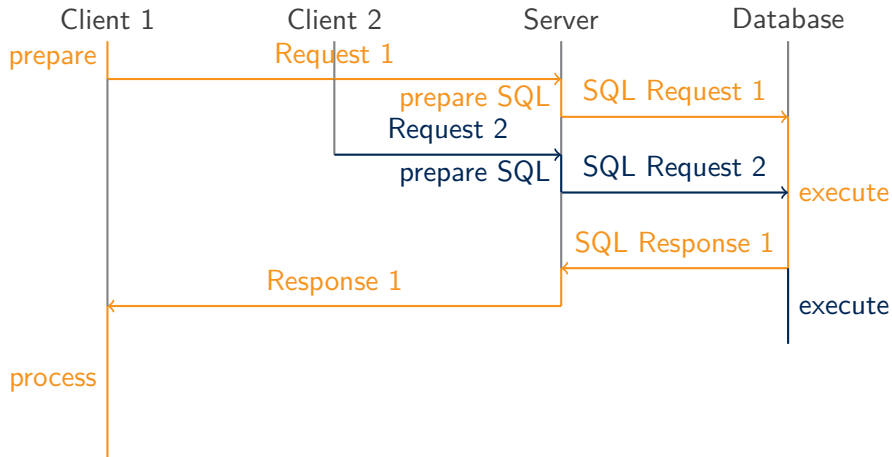 Client 1
Client 2
Server
Database
prepare
Request 1
prepare SQL
SQL Request 1
Request 2
prepare SQL
SQL Request 2
execute
SQL Response 1
Response 1
execute
process